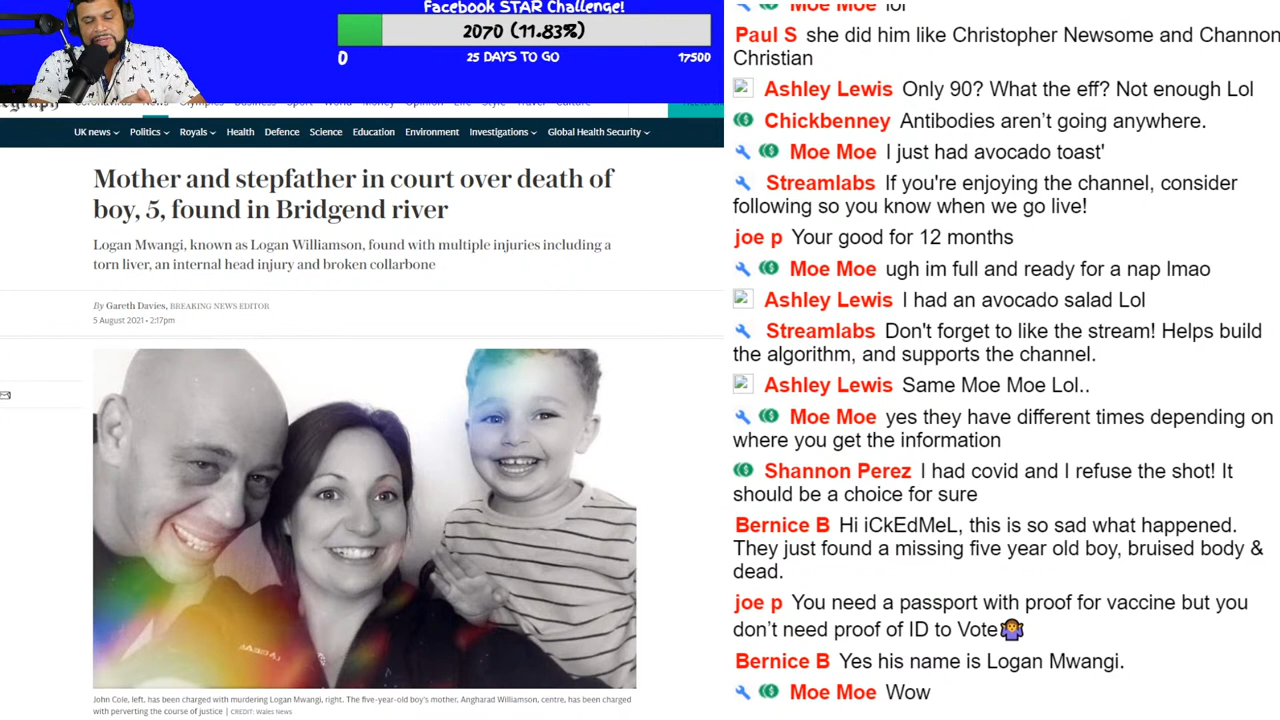 Facebook STAR Challenge!
2070 (11.83%)
0
25 DAYS TO GO
17500
UK news
Politics
Royals
Health
Defence
Science
Education
Environment
Investigations
Global Health Security
Mother and stepfather in court over death of
boy, 5, found in Bridgend river
Logan Mwangi, known as Logan Williamson, found with multiple injuries including a
torn liver, an internal head injury and broken collarbone
By Gareth Davies, BREAKING NEWS EDITOR
5 August 2021 • 2:17pm
John Cole, left, has been charged with murdering Logan Mwangi, right. The five-year-old boy's mother, Angharad Williamson, centre, has been charged
with perverting the course of justice | CREDIT: Wales News
Moe Moe lol
Paul S she did him like Christopher Newsome and Channon
Christian
Ashley Lewis Only 90? What the eff? Not enough Lol
Chickbenney Antibodies aren’t going anywhere.
Moe Moe I just had avocado toast'
Streamlabs If you're enjoying the channel, consider
following so you know when we go live!
joe p Your good for 12 months
Moe Moe ugh im full and ready for a nap lmao
Ashley Lewis I had an avocado salad Lol
Streamlabs Don't forget to like the stream! Helps build
the algorithm, and supports the channel.
Ashley Lewis Same Moe Moe Lol..
Moe Moe yes they have different times depending on
where you get the information
Shannon Perez I had covid and I refuse the shot! It
should be a choice for sure
Bernice B Hi iCkEdMeL, this is so sad what happened.
They just found a missing five year old boy, bruised body &
dead.
joe p You need a passport with proof for vaccine but you
don’t need proof of ID to Vote🤷‍♀️
Bernice B Yes his name is Logan Mwangi.
Moe Moe Wow